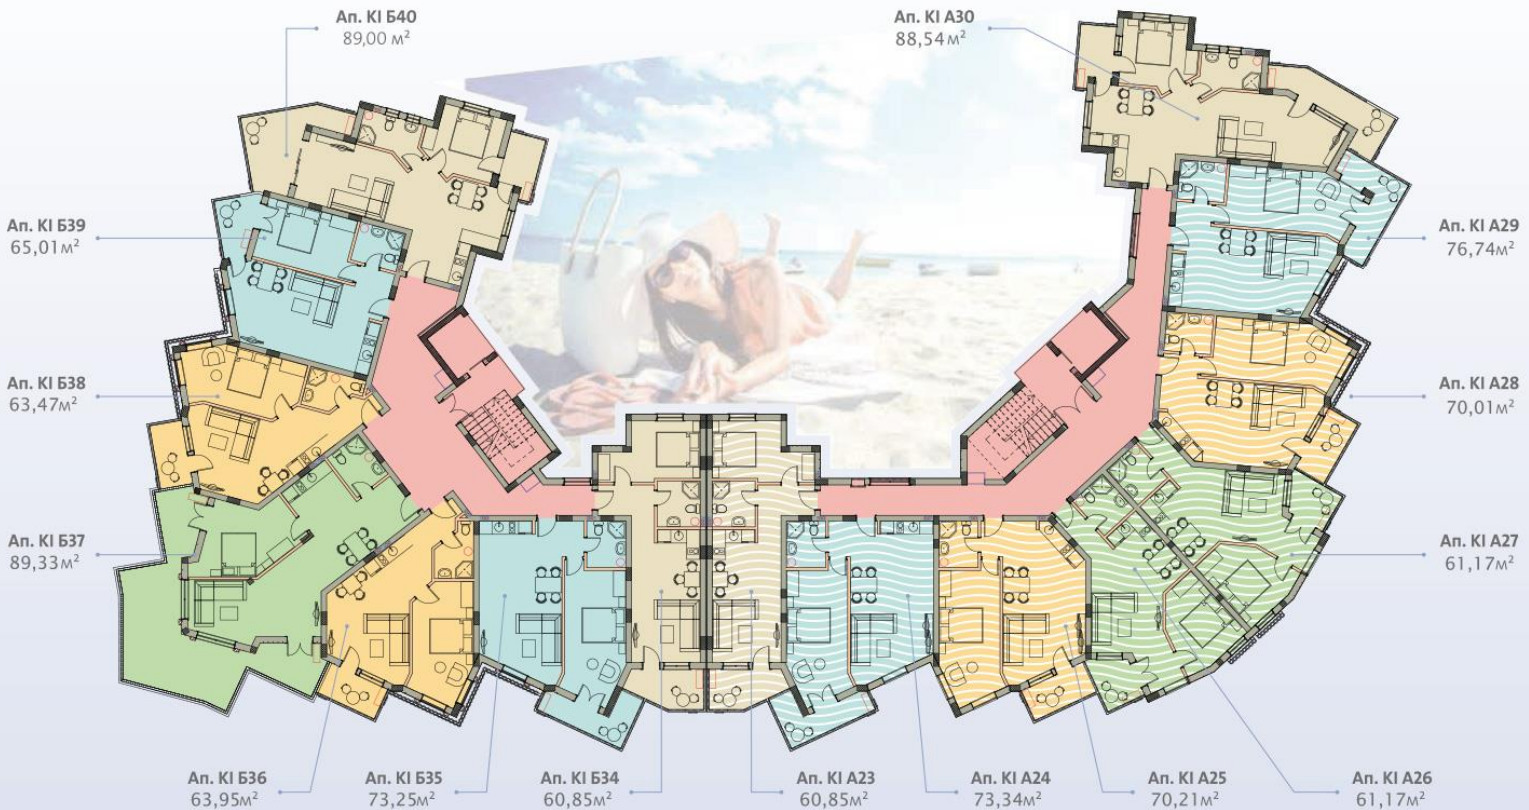 Ап. КІ Б40
89,00 м²
Ап. КІ А30
88,54м²
Ап. КІ Б39
65,01м²
Ап. КІ А29
76,74м²
Ап. КІ Б38
63,47м²
Ап. КІ А28
70,01м²
Ап. КІ Б37
89,33м²
Ап. КІ А27
61,17м²
Ап. КІ Б36
63,95м²
Ап. КІ Б35
73,25м²
Ап. КІ Б34
60,85м²
Ап. КІ А23
60,85м²
Ап. КІ А24
73,34м²
Ап. КІ А25
70,21м²
Ап. КІ А26
61,17м²